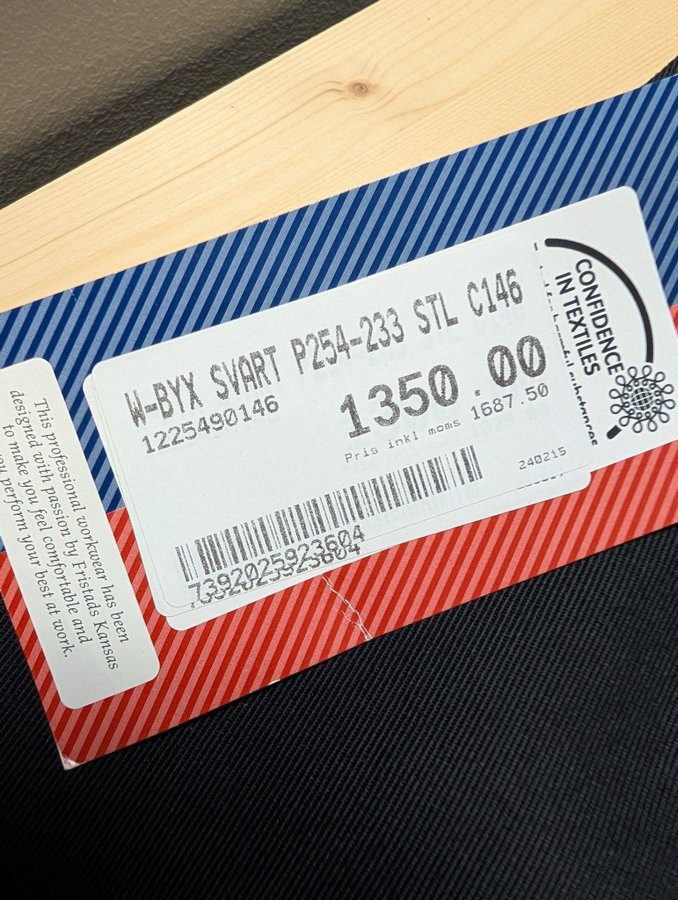 W-BYX SVART P254-233 STL C146
1225490146
1350.00
Pris inkl moms 1687.50
240215
7392025923604
CONFIDENCE
IN TEXTILES
This professional workwear has been
designed with passion by Fristads Kansas
to make you feel comfortable and
you perform your best at work.